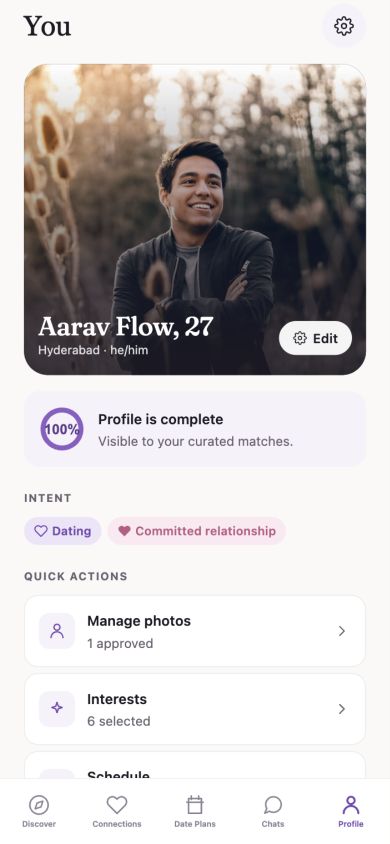 You
Aarav Flow, 27
Hyderabad · he/him
Edit
100%
Profile is complete
Visible to your curated matches.
INTENT
Dating
Committed relationship
QUICK ACTIONS
Manage photos
1 approved
Interests
6 selected
Schedule
Discover
Connections
Date Plans
Chats
Profile